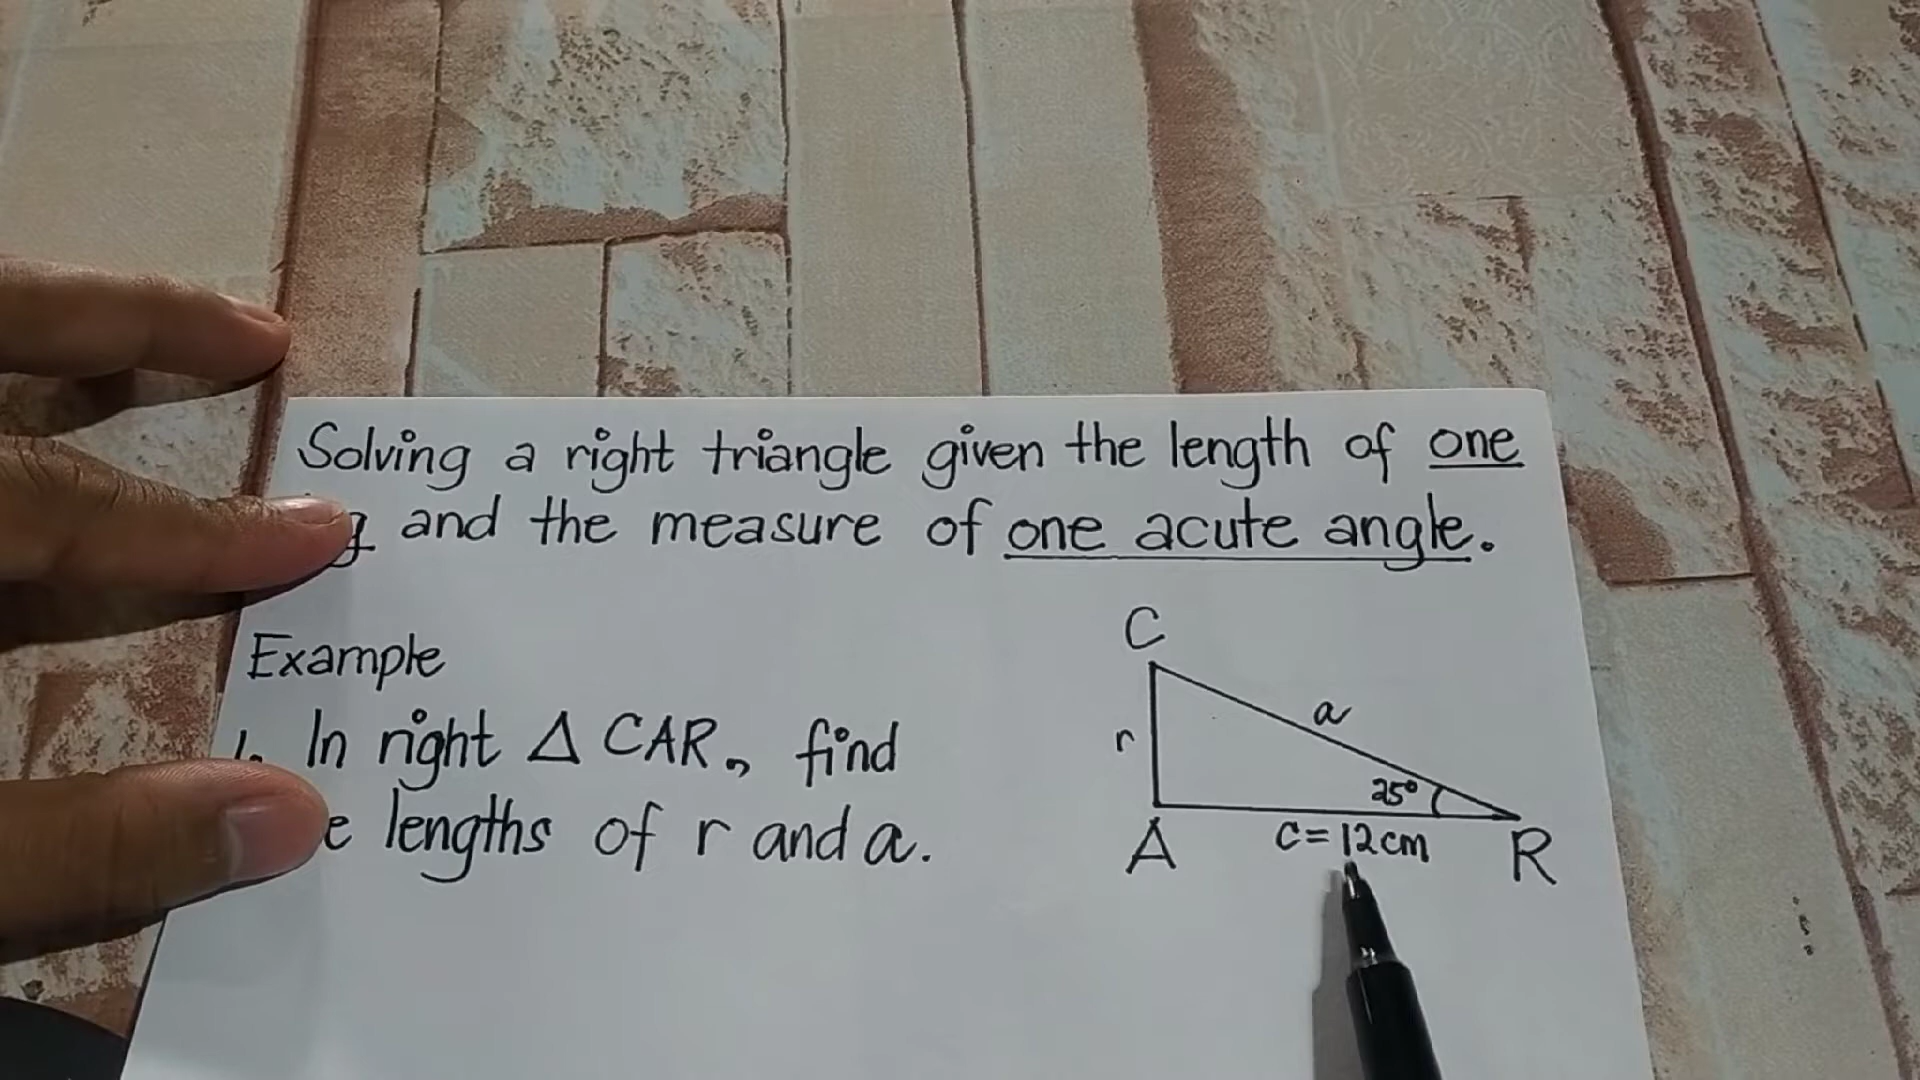 Solving a right triangle given the length of one
and the measure of one acute angle.
Example
1. In right △ CAR, find
lengths of r and a.
C
a
r
25°
A
c=12cm
R